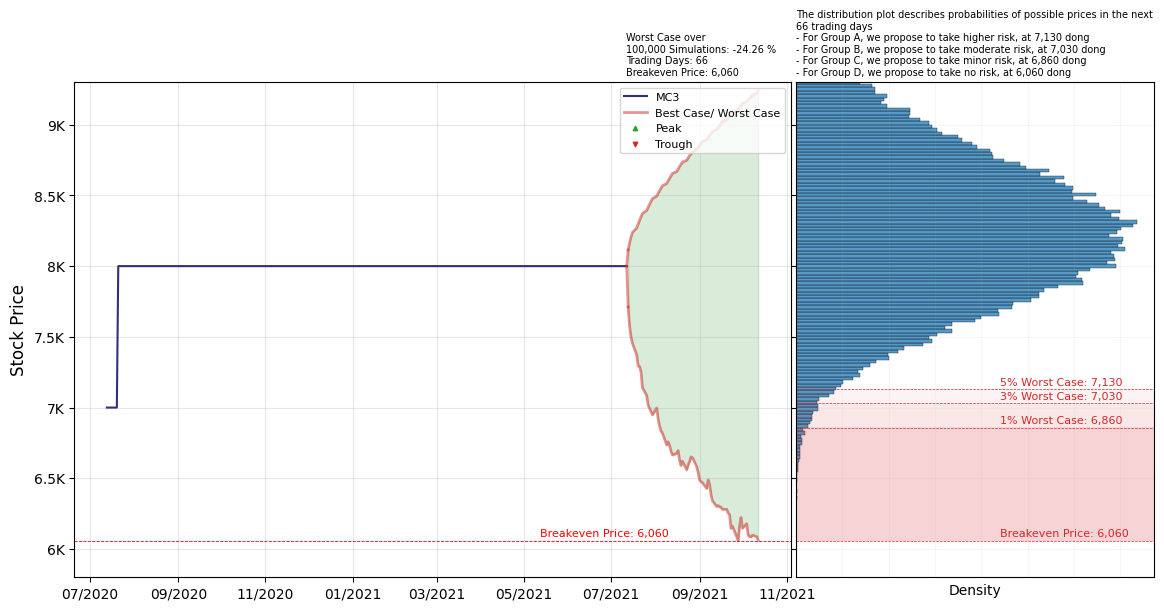 The distribution plot describes probabilities of possible prices in the next
66 trading days
- For Group A, we propose to take higher risk, at 7,130 dong
- For Group B, we propose to take moderate risk, at 7,030 dong
- For Group C, we propose to take minor risk, at 6,860 dong
- For Group D, we propose to take no risk, at 6,060 dong
Worst Case over
100,000 Simulations: -24.26 %
Trading Days: 66
Breakeven Price: 6,060
MC3
Best Case/ Worst Case
Peak
Trough
Stock Price
9K
8.5K
8K
7.5K
7K
6.5K
6K
Breakeven Price: 6,060
07/2020
09/2020
11/2020
01/2021
03/2021
05/2021
07/2021
09/2021
11/2021
5% Worst Case: 7,130
3% Worst Case: 7,030
1% Worst Case: 6,860
Breakeven Price: 6,060
Density